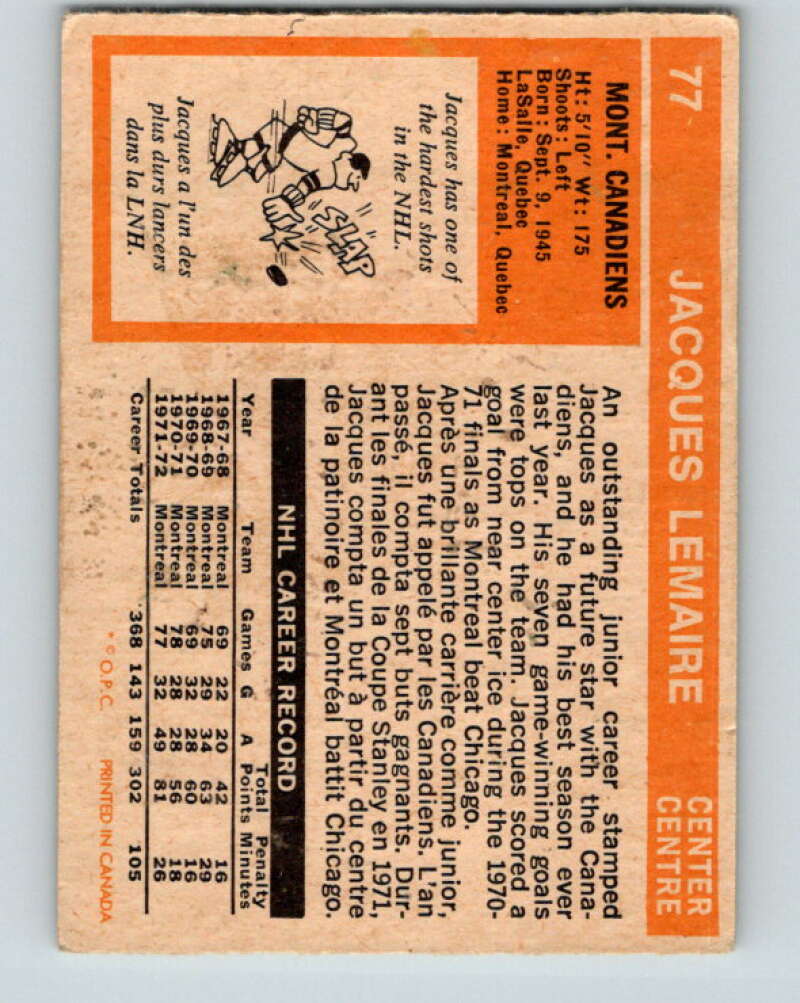 77
JACQUES LEMAIRE
CENTER
CENTRE
MONT. CANADIENS
Ht: 5'10" Wt: 175
Shoots: Left
Born: Sept. 9, 1945
LaSalle, Quebec
Home: Montreal, Quebec
Jacques has one of
the hardest shots
in the NHL.
SLAP
Jacques a l'un des
plus durs lancers
dans la LNH.
An outstanding junior career stamped
Jacques as a future star with the Cana-
diens, and he had his best season ever
last year. His seven game-winning goals
were tops on the team. Jacques scored a
goal from near center ice during the 1970-
71 finals as Montreal beat Chicago.
Après une brillante carrière comme junior,
Jacques fut appelé par les Canadiens. L'an
passé, il compta sept buts gagnants. Dur-
ant les finales de la Coupe Stanley en 1971,
Jacques compta un but à partir du centre
de la patinoire et Montréal battit Chicago.
NHL CAREER RECORD
Total Penalty
Year Team Games G A Points Minutes
1967-68 Montreal 69 22 20 42 16
1968-69 Montreal 75 29 34 63 29
1969-70 Montreal 69 32 28 60 16
1970-71 Montreal 78 28 28 56 18
1971-72 Montreal 77 32 49 81 26
Career Totals 368 143 159 302 105
* © O.P.C. PRINTED IN CANADA